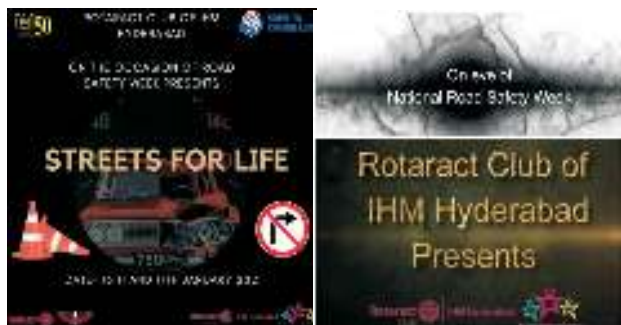 ROTARACT CLUB OF IHM
HYDERABAD
ON THE OCCASION OF ROAD
SAFETY WEEK PRESENTS
STREETS FOR LIFE
On eve of
National Road Safety Week
Rotaract Club of
IHM Hyderabad
Presents